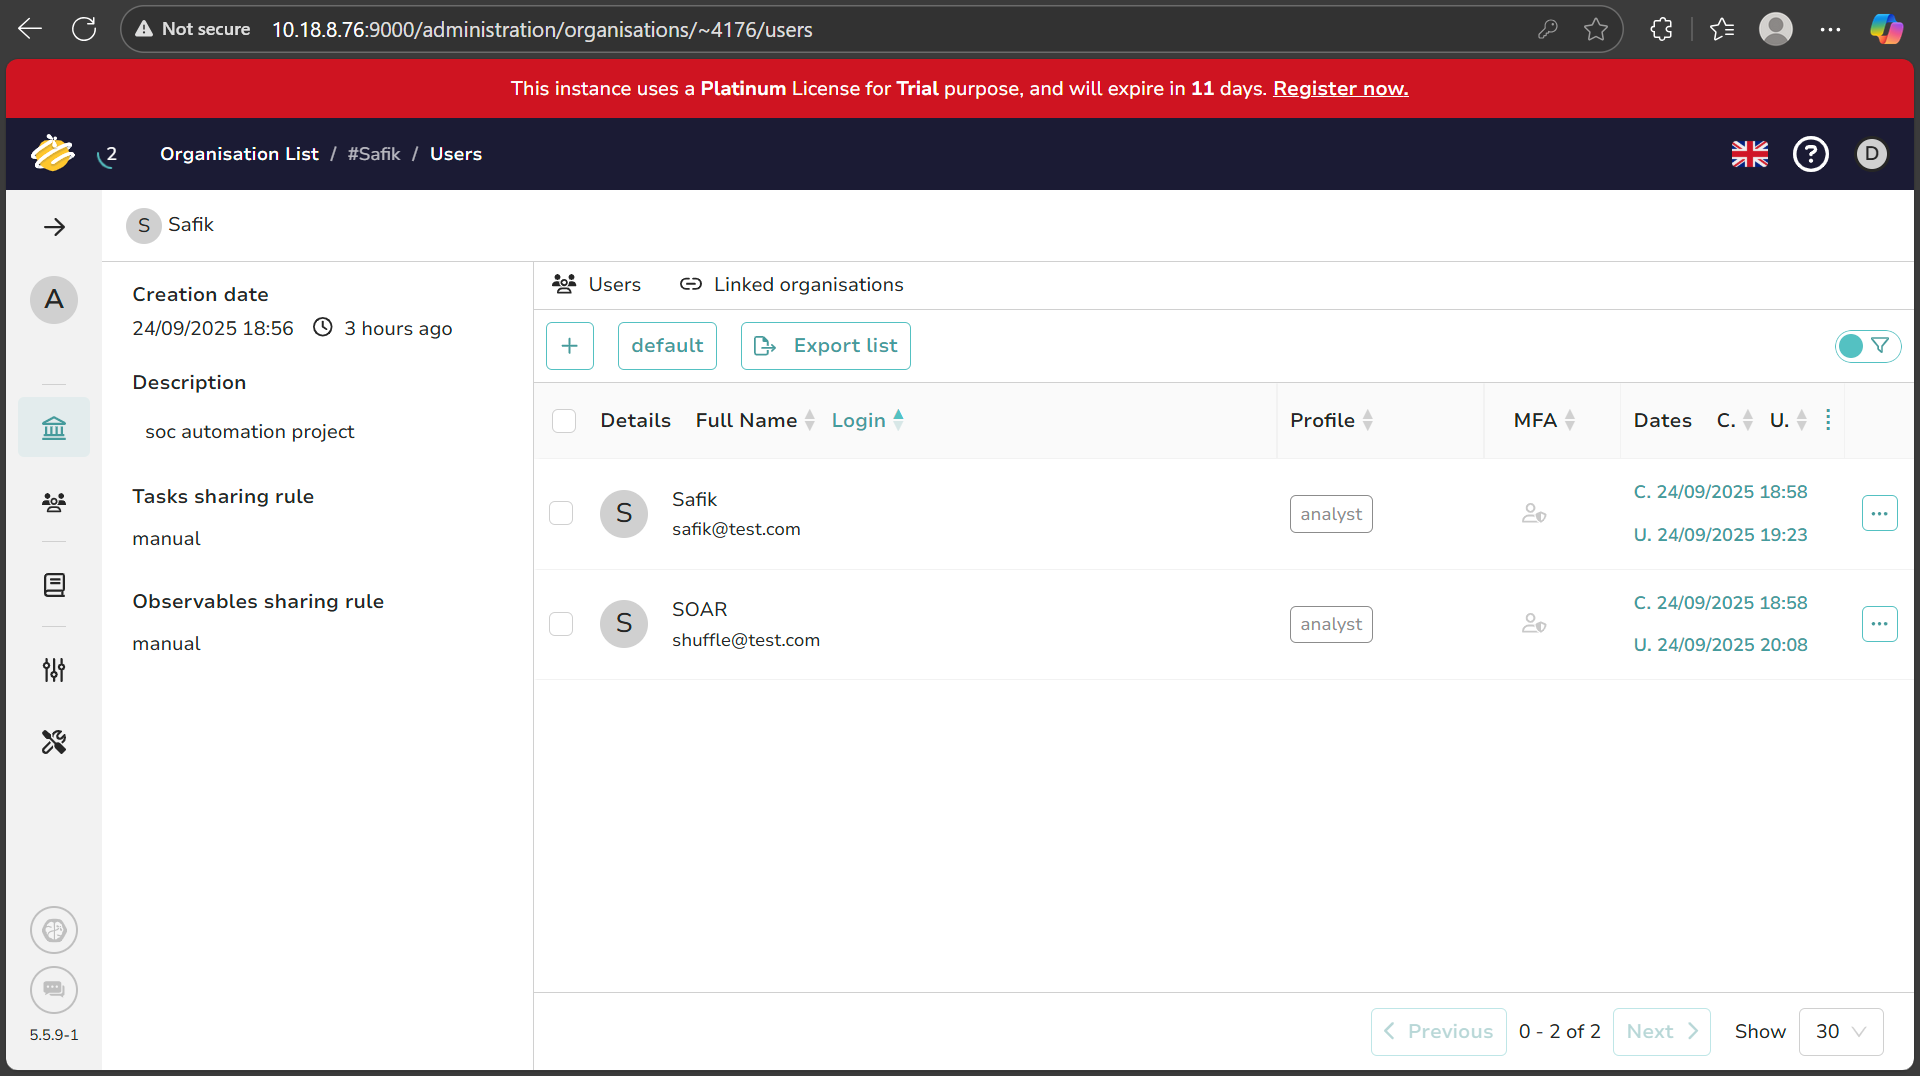 Not secure 10.18.8.76:9000/administration/organisations/~4176/users
This instance uses a Platinum License for Trial purpose, and will expire in 11 days. Register now.
2 Organisation List / #Safik / Users ? D
S Safik
A
Creation date
24/09/2025 18:56 3 hours ago
Description
soc automation project
Tasks sharing rule
manual
Observables sharing rule
manual
5.5.9-1
Users Linked organisations
+ default Export list
Details Full Name Login Profile MFA Dates C. U.
S Safik analyst C. 24/09/2025 18:58
safik@test.com U. 24/09/2025 19:23
S SOAR analyst C. 24/09/2025 18:58
shuffle@test.com U. 24/09/2025 20:08
Previous 0 - 2 of 2 Next Show 30